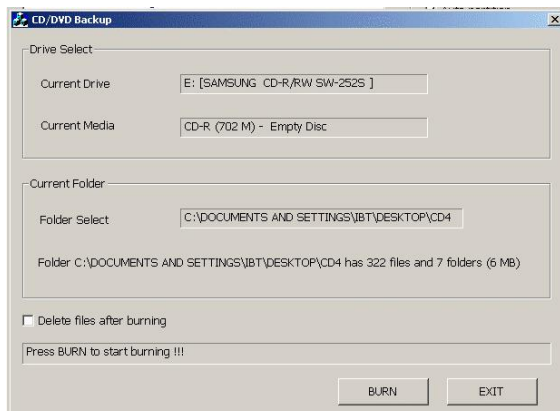 CD/DVD Backup
Drive Select
Current Drive
E: [SAMSUNG CD-R/RW SW-252S ]
Current Media
CD-R (702 M) - Empty Disc
Current Folder
Folder Select
C:\DOCUMENTS AND SETTINGS\IBT\DESKTOP\CD4
Folder C:\DOCUMENTS AND SETTINGS\IBT\DESKTOP\CD4 has 322 files and 7 folders (6 MB)
Delete files after burning
Press BURN to start burning !!!
BURN
EXIT